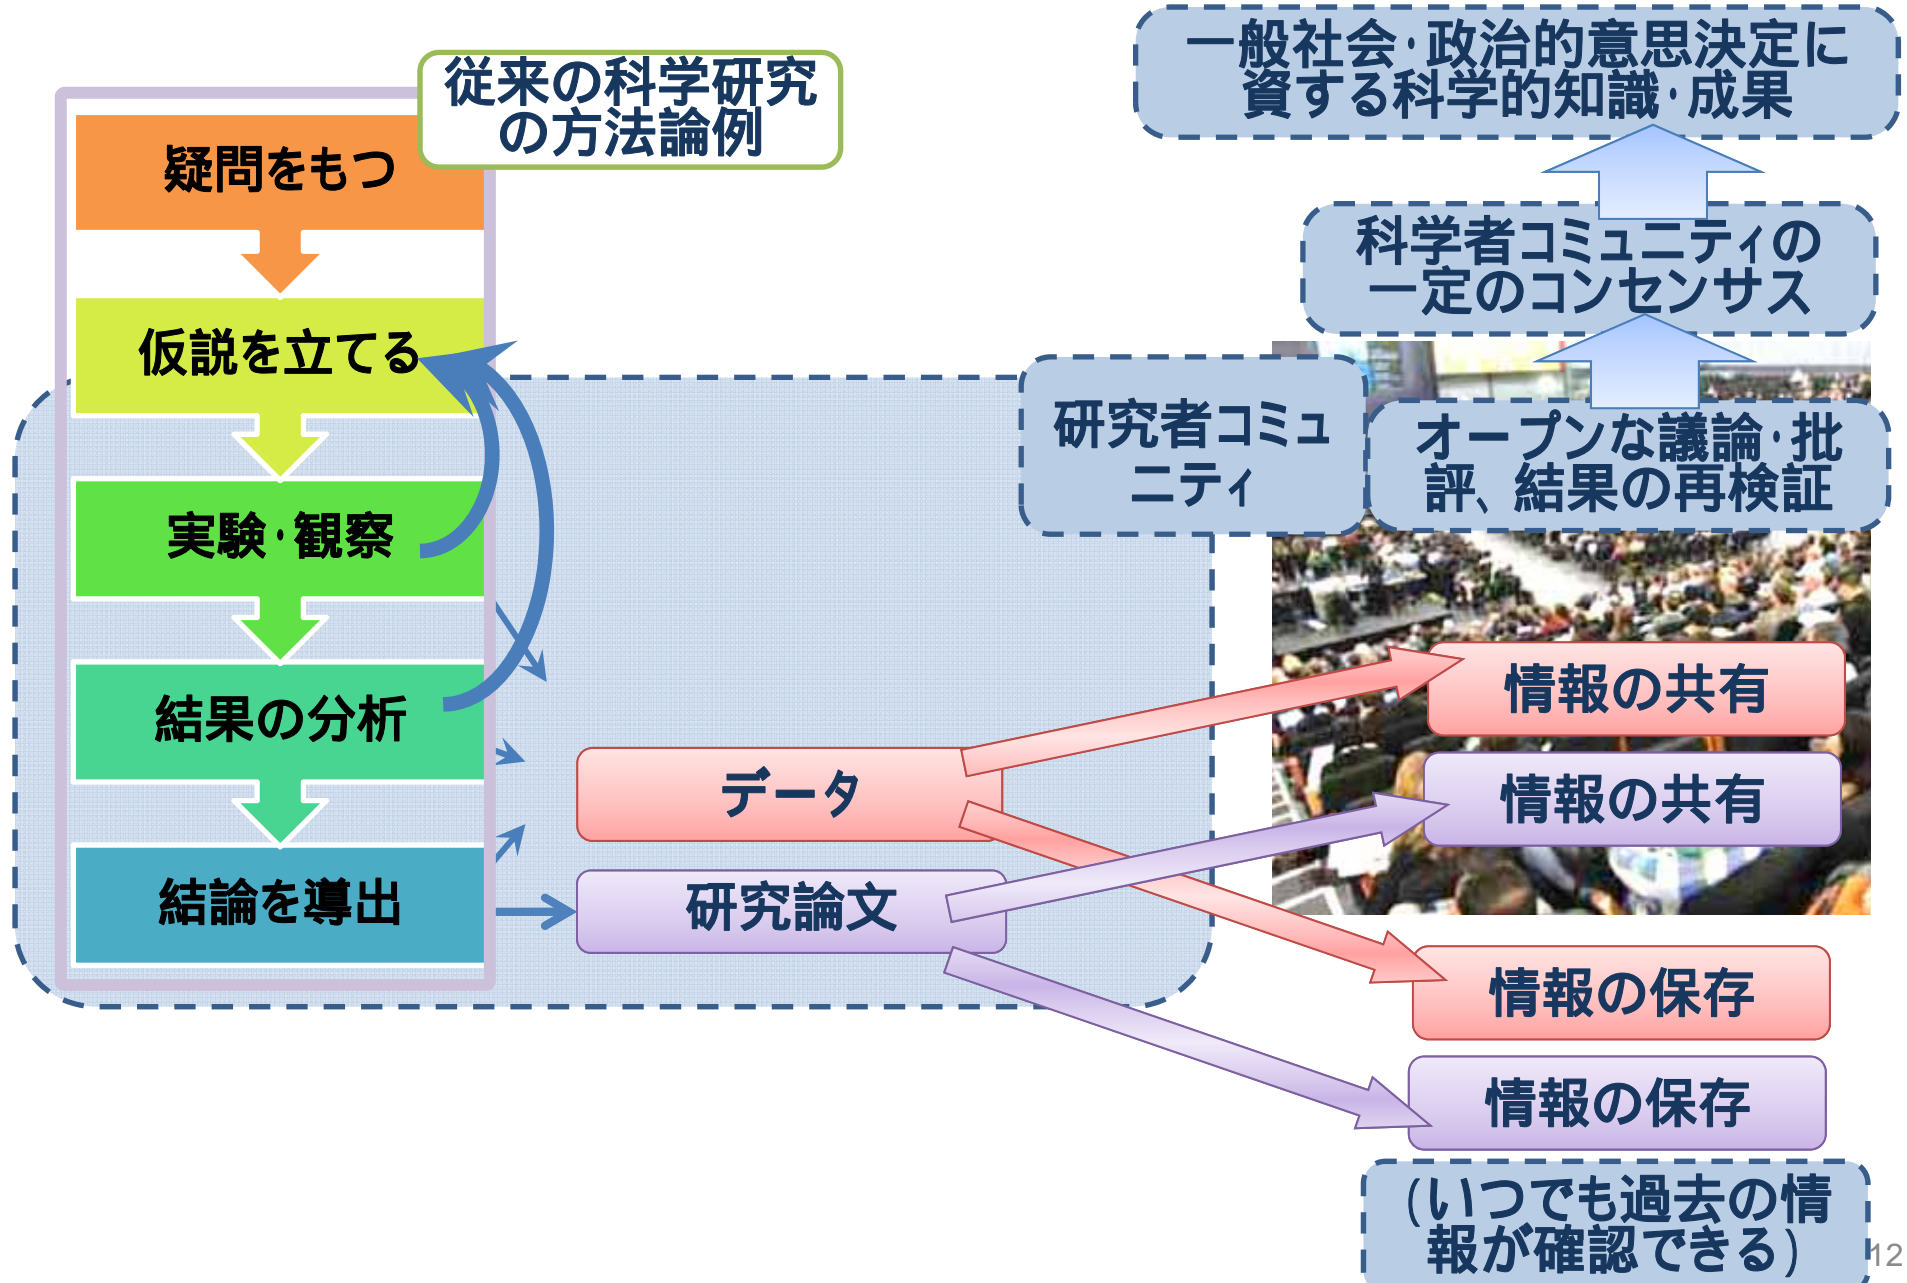 従来の科学研究
の方法論例
疑問をもつ
仮説を立てる
実験・観察
結果の分析
結論を導出
データ
研究論文
一般社会・政治的意思決定に
資する科学的知識・成果
科学者コミュニティの
一定のコンセンサス
研究者コミュ
ニティ
オープンな議論・批
評、結果の再検証
情報の共有
情報の共有
情報の保存
情報の保存
(いつでも過去の情
報が確認できる)
12